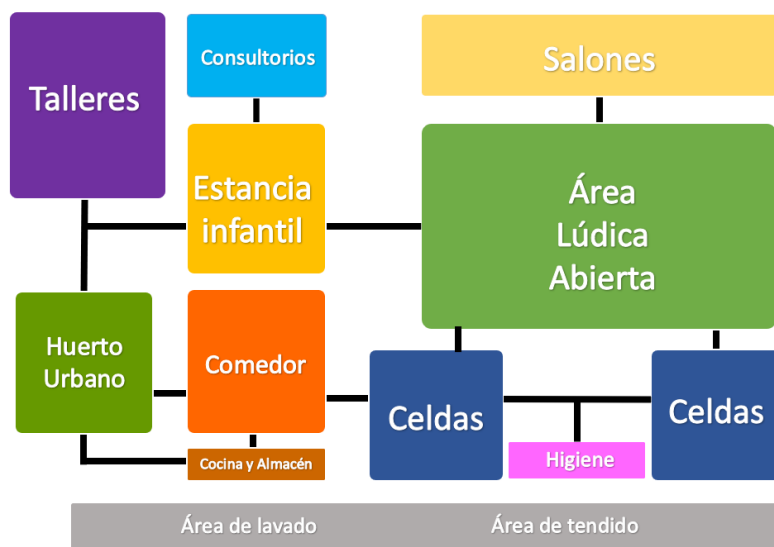 Talleres
Consultorios
Salones
Estancia
infantil
Área
Lúdica
Abierta
Huerto
Urbano
Comedor
Celdas
Celdas
Cocina y Almacén
Higiene
Área de lavado
Área de tendido